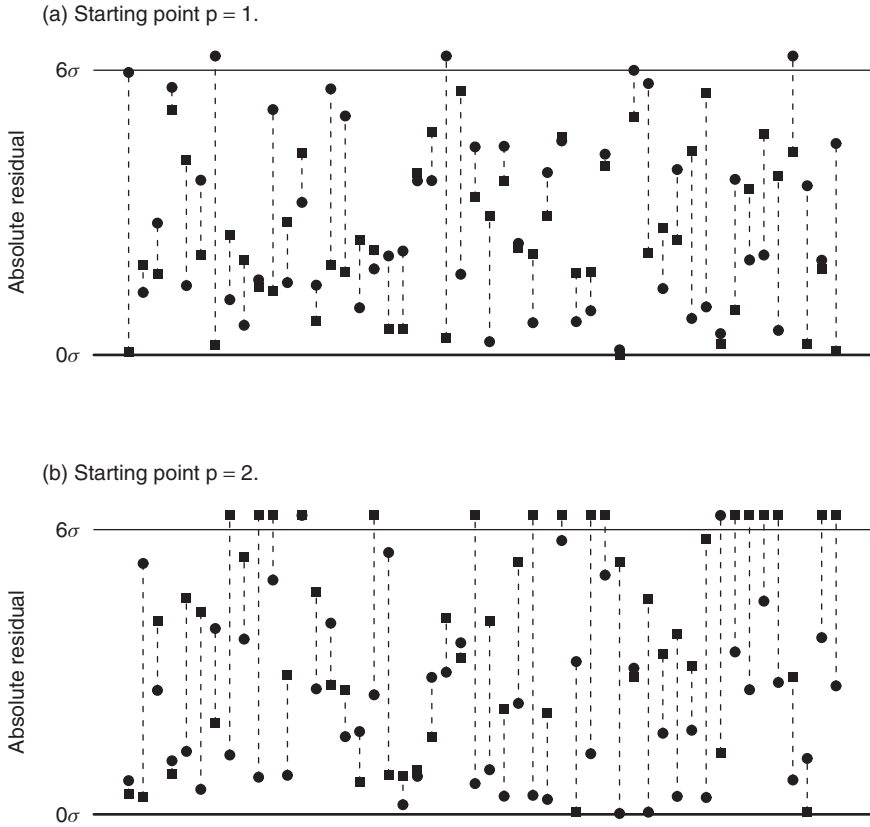 (a) Starting point p = 1.
6σ
Absolute residual
0σ
(b) Starting point p = 2.
6σ
Absolute residual
0σ